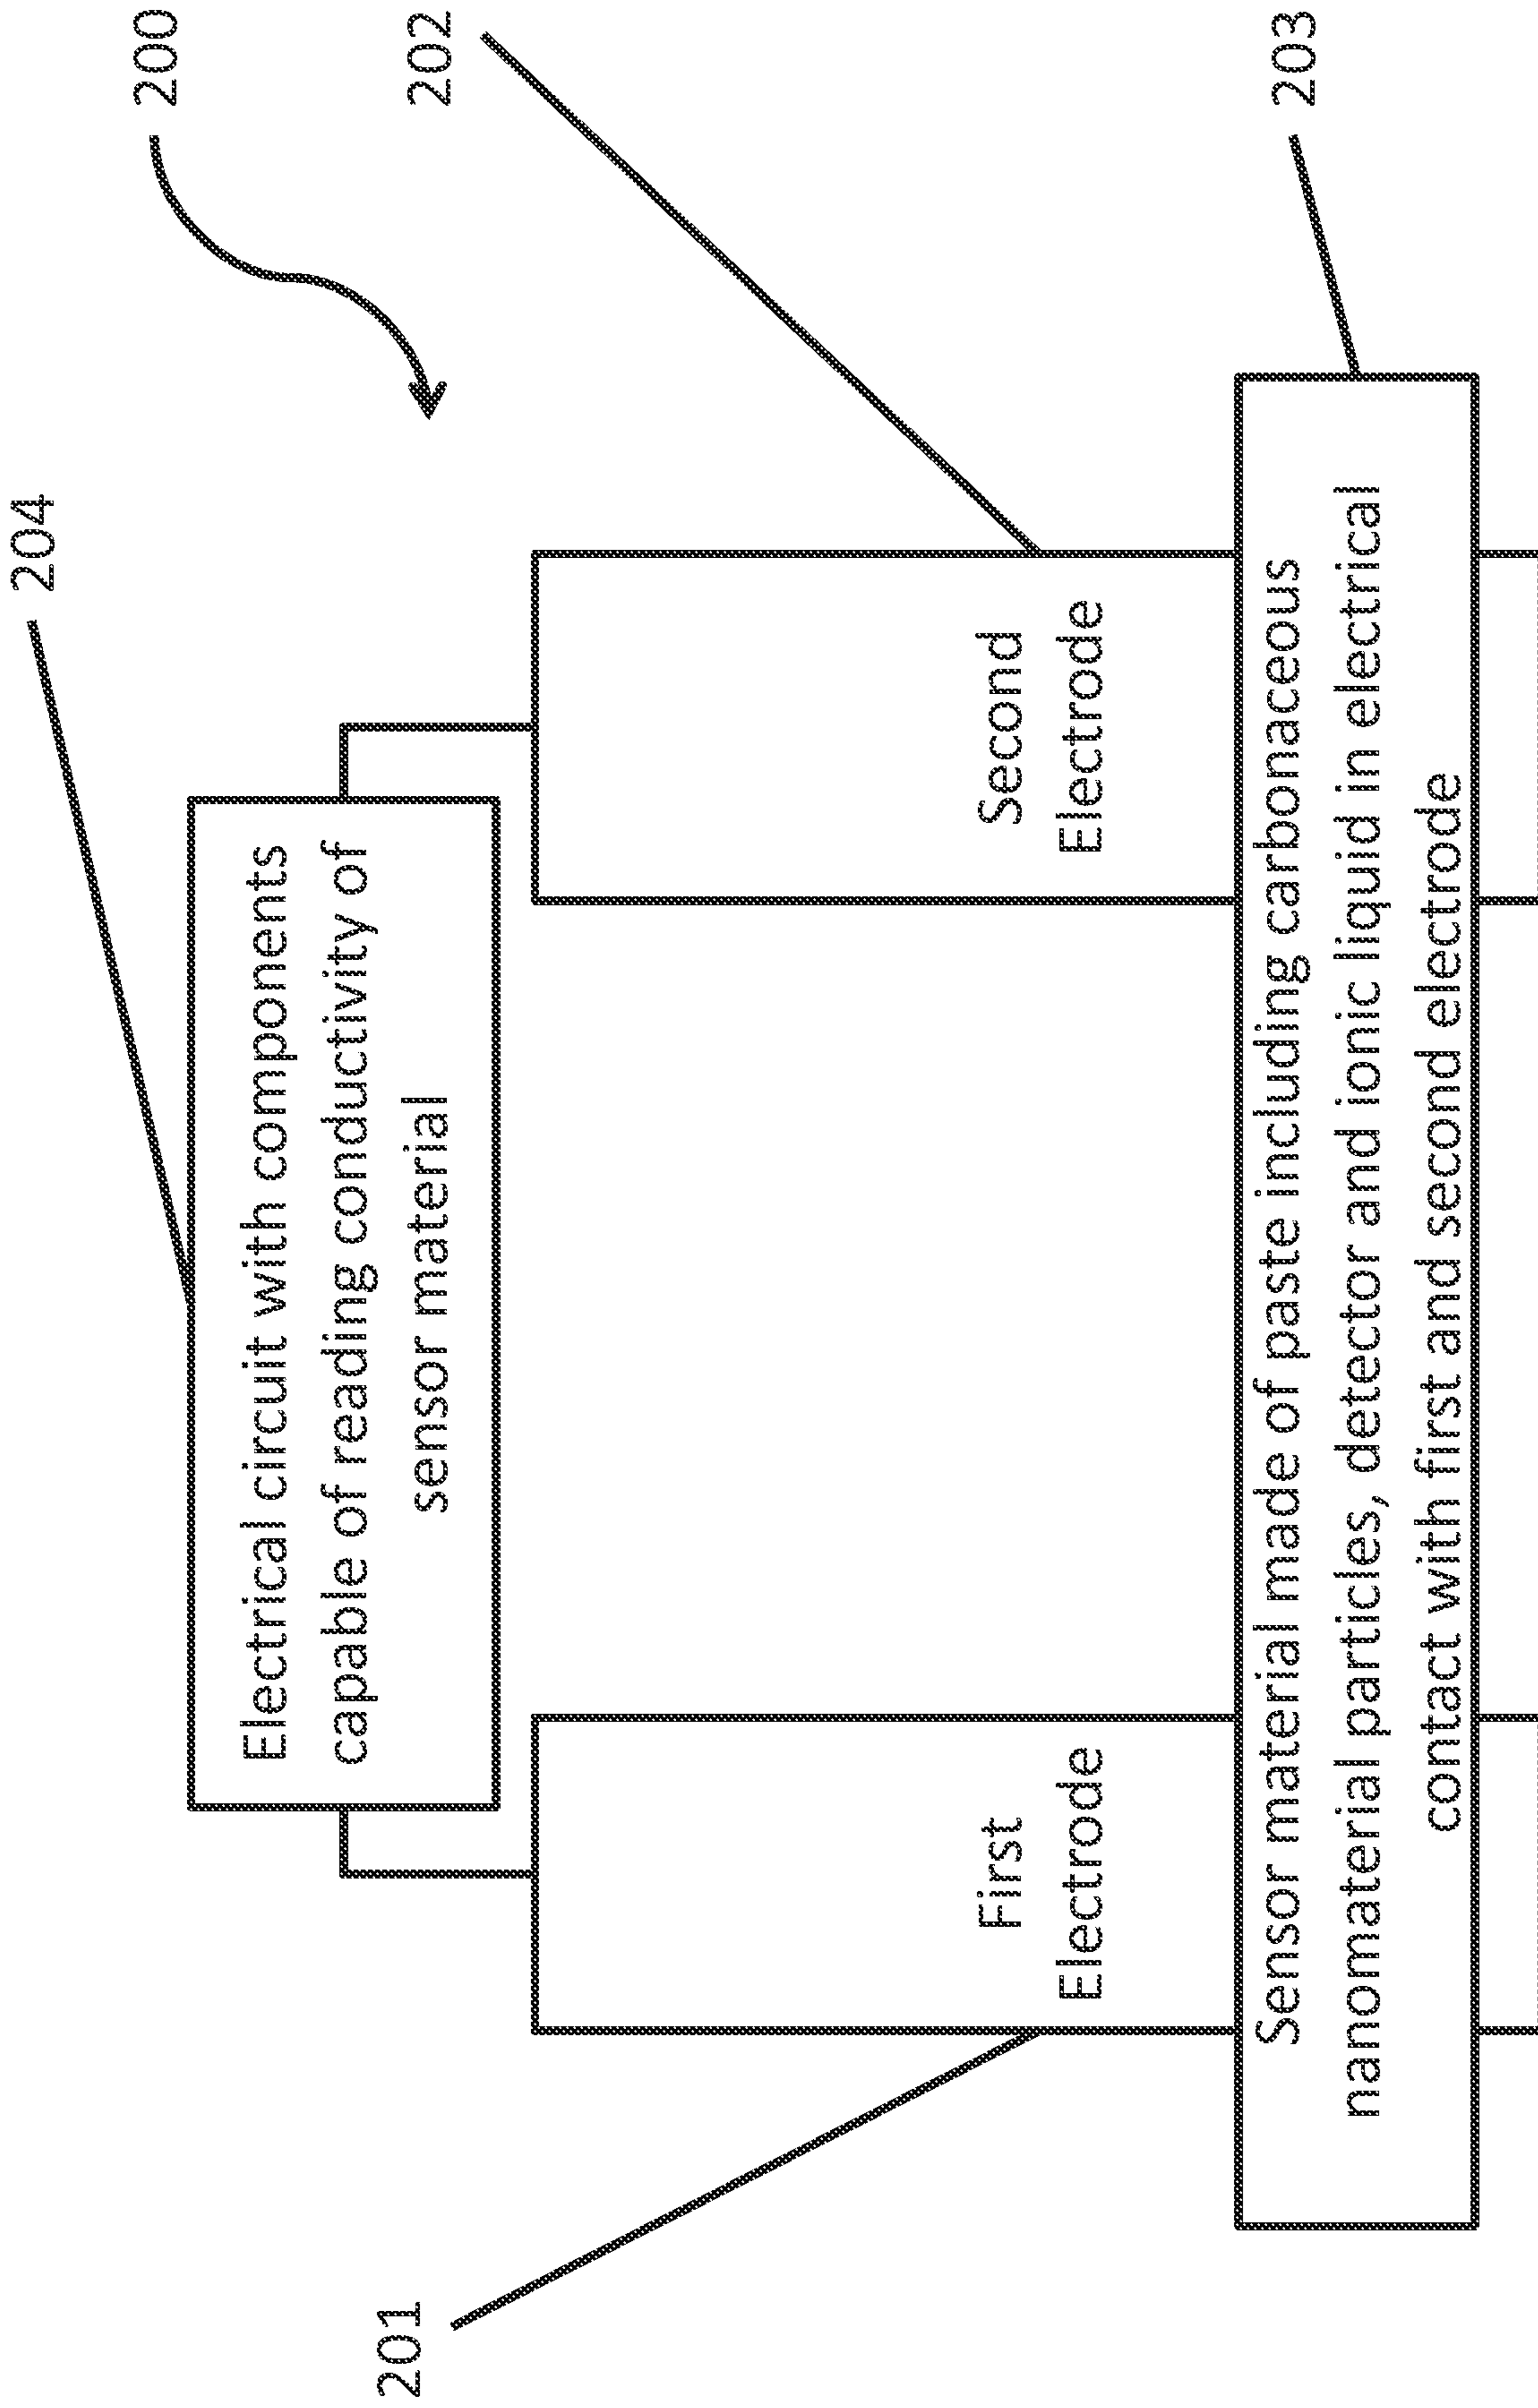 204
200
Electrical circuit with components
capable of reading conductivity of
sensor material
201
202
First
Electrode
Second
Electrode
203
Sensor material made of paste including carbonaceous
nanomaterial particles, detector and ionic liquid in electrical
contact with first and second electrode